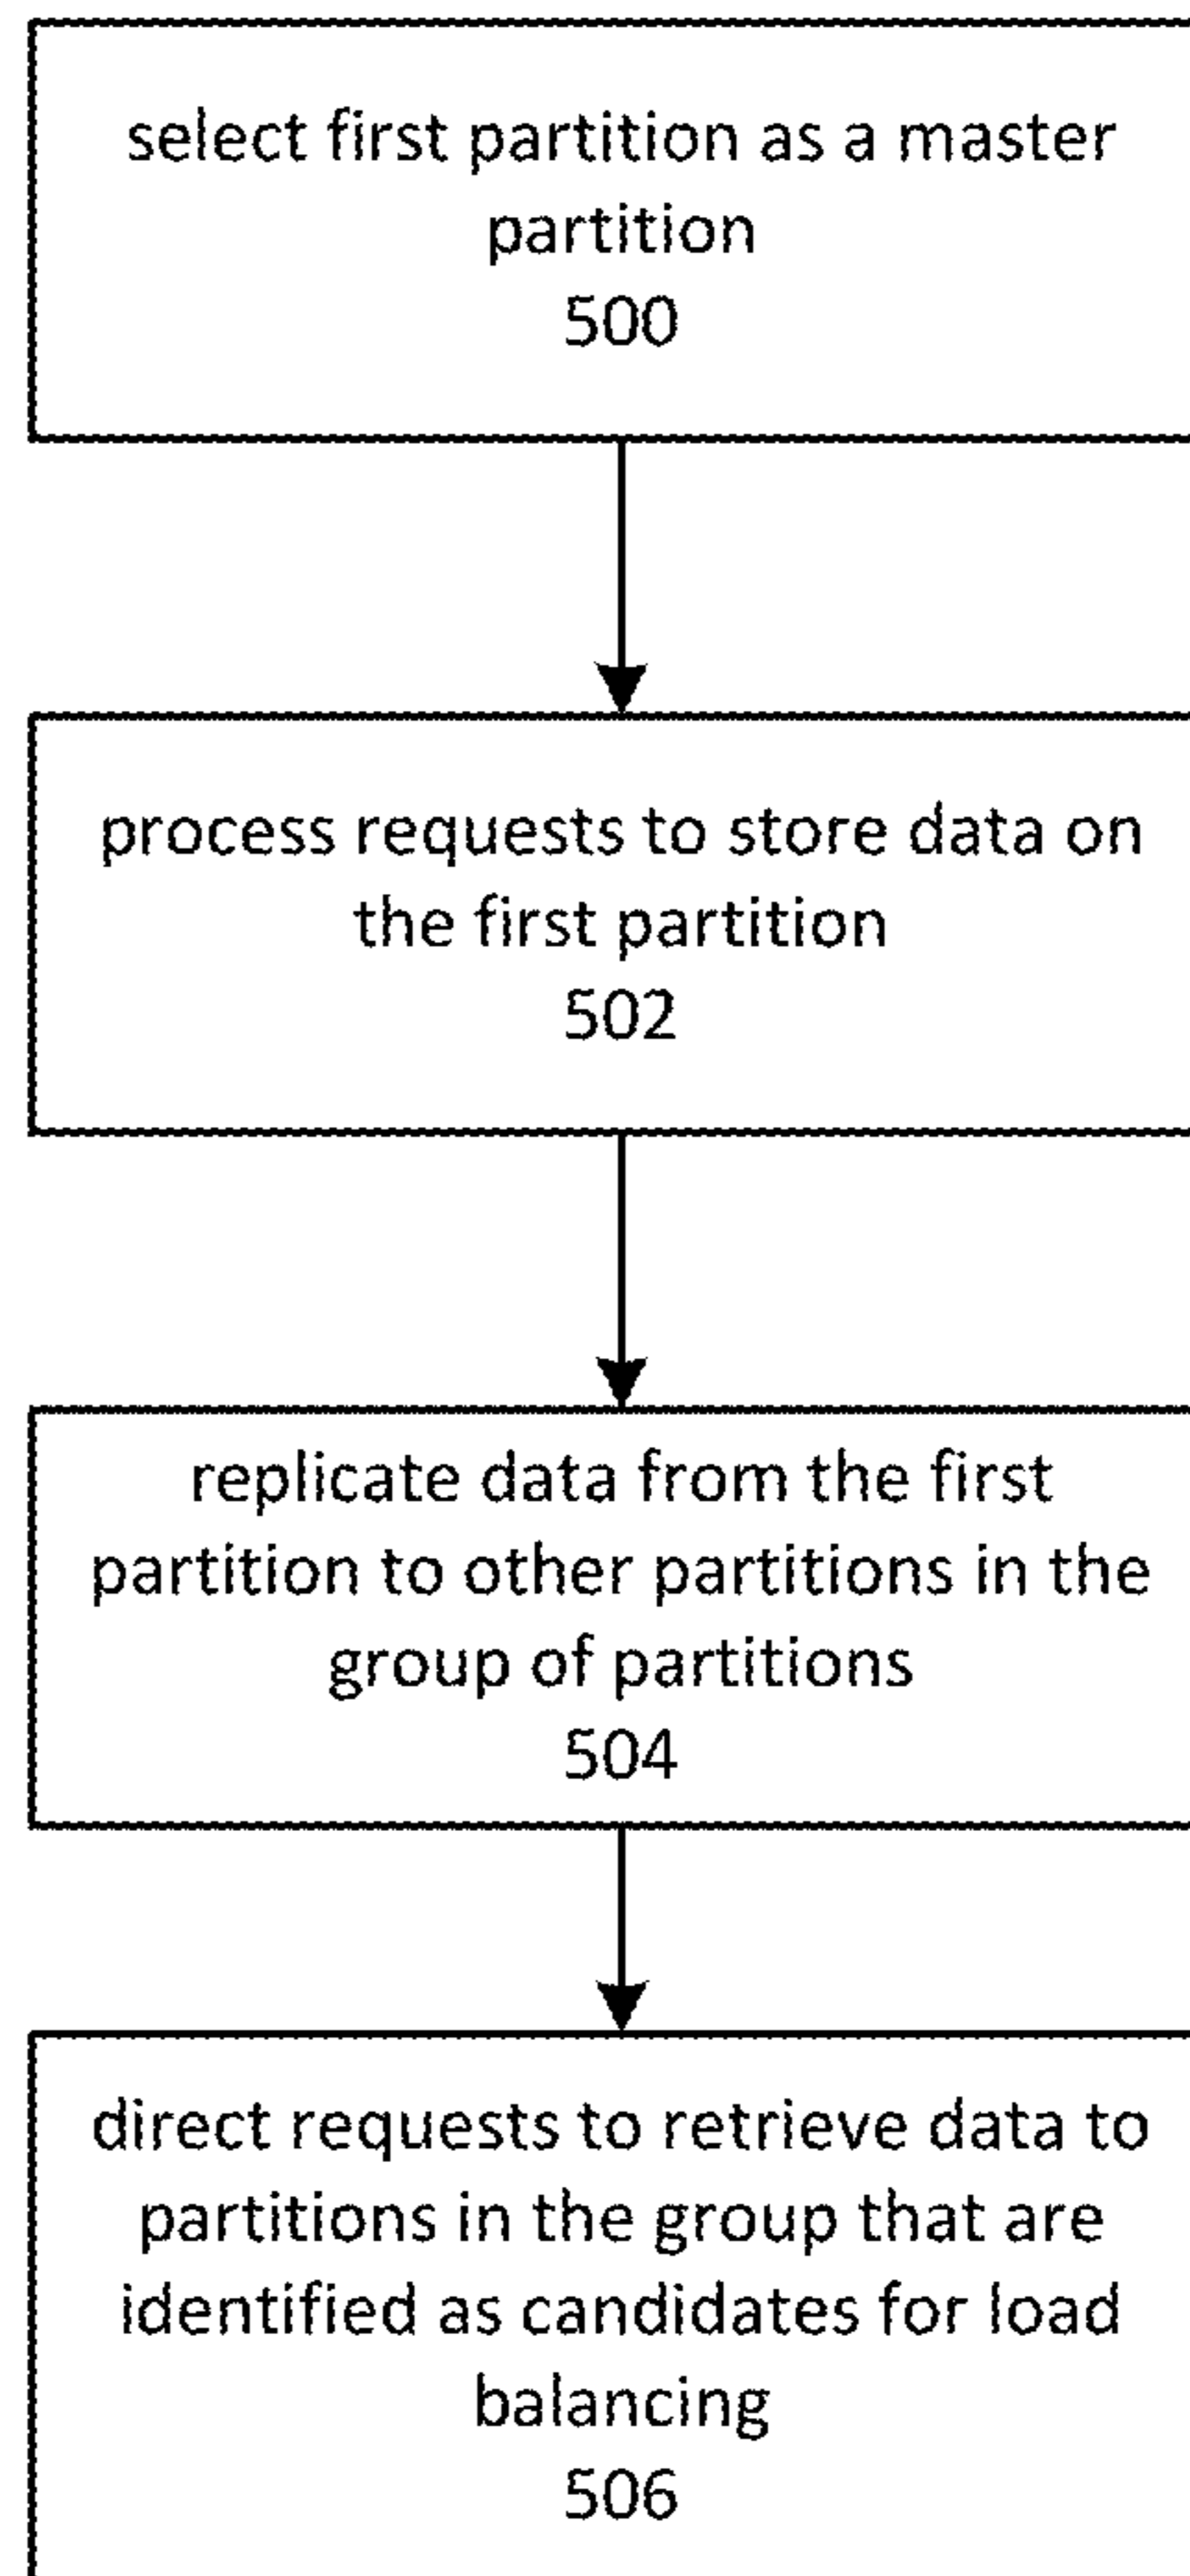 select first partition as a master
partition
500
process requests to store data on
the first partition
502
replicate data from the first
partition to other partitions in the
group of partitions
504
direct requests to retrieve data to
partitions in the group that are
identified as candidates for load
balancing
506